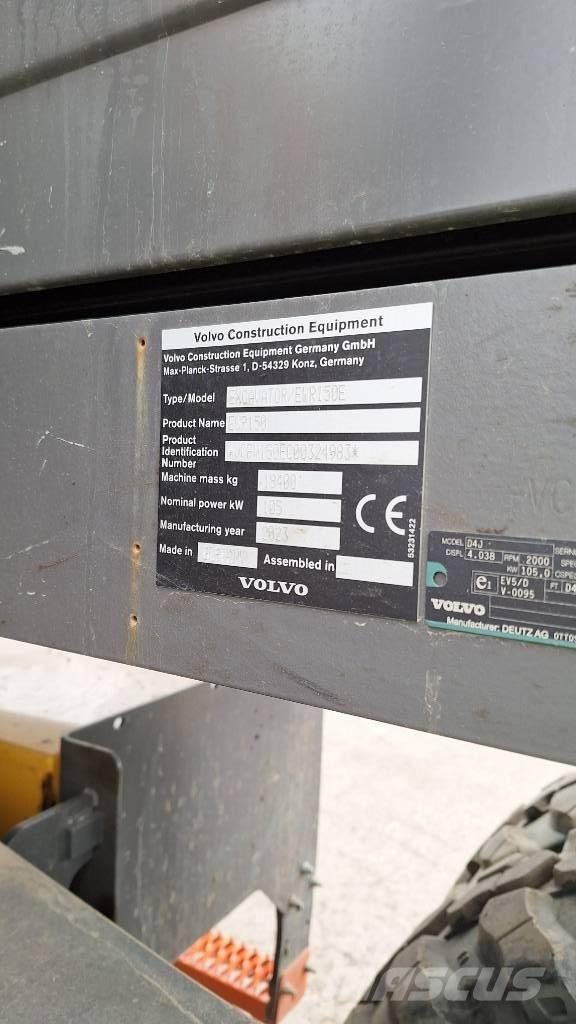 Volvo Construction Equipment
Volvo Construction Equipment Germany GmbH
Max-Planck-Strasse 1, D-54329 Konz, Germany
Type/Model EXCAVATOR/EWR150E
Product Name EWR150
Product Identification Number
Machine mass kg 18400
Nominal power kW 105
Manufacturing year 2023
Made in
Assembled in
VOLVO
CE
53231422
MODEL D4J
DISPL 4,038 RPM 2000
KW 105,0
e1 EV5/D
V-0095
VOLVO
Manufacturer: DEUTZ AG
MASCUS